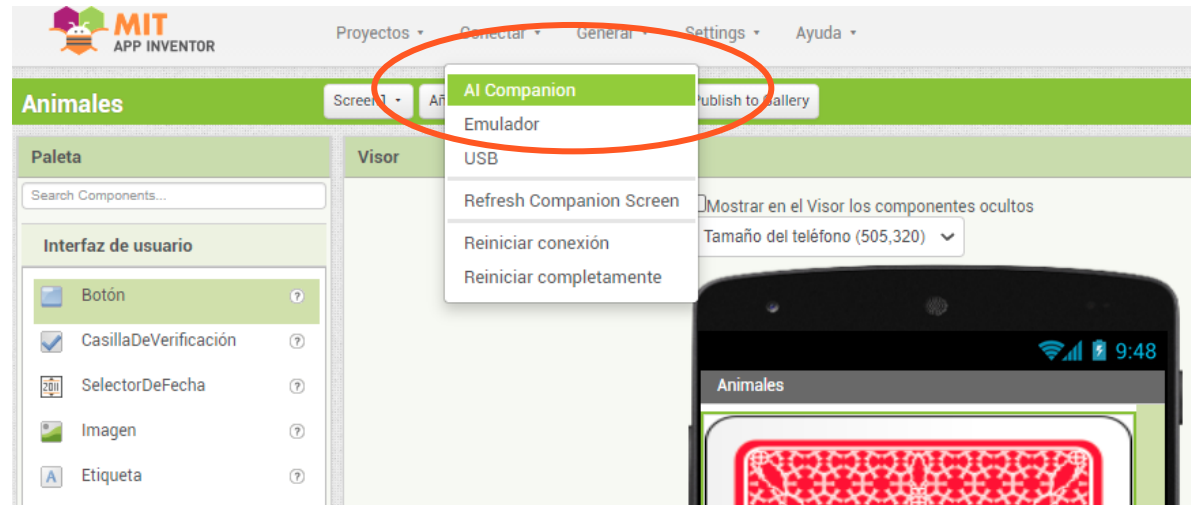 MIT
APP INVENTOR
Proyectos Conectar General Settings Ayuda
Animales
Screen1 Publish to Gallery
AI Companion
Emulador
USB
Refresh Companion Screen
Reiniciar conexión
Reiniciar completamente
Paleta
Visor
Search Components...
Mostrar en el Visor los componentes ocultos
Tamaño del teléfono (505,320)
Interfaz de usuario
Botón ?
CasillaDeVerificación ?
SelectorDeFecha ?
Imagen ?
Etiqueta ?
9:48
Animales